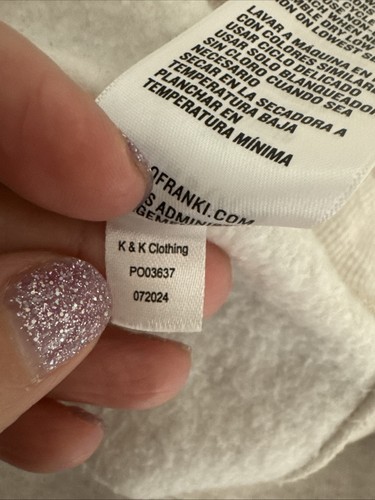 LAVAR A MÁQUINA EN
CON COLORES SIMILARES
USAR CICLO DELICADO
USAR SOLO BLANQUEADOR
SIN CLORO CUANDO SEA
NECESARIO
SECAR EN LA SECADORA A
TEMPERATURA BAJA
PLANCHAR EN
TEMPERATURA MÍNIMA
OFRANKI.COM
K & K Clothing
PO03637
072024